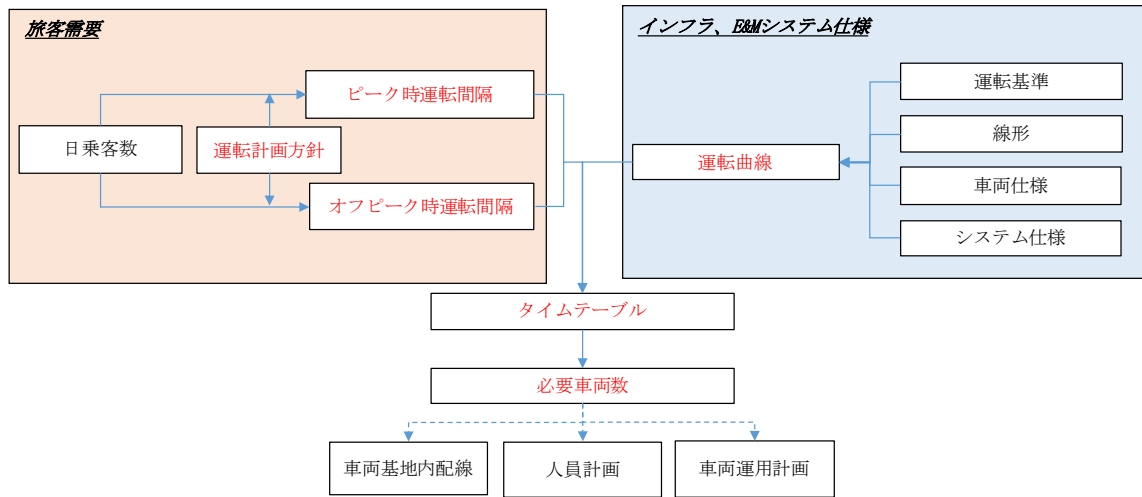 旅客需要
ピーク時運転間隔
日乗客数
運転計画方針
オフピーク時運転間隔
インフラ、E&Mシステム仕様
運転基準
線形
運転曲線
車両仕様
システム仕様
タイムテーブル
必要車両数
車両基地内配線
人員計画
車両運用計画